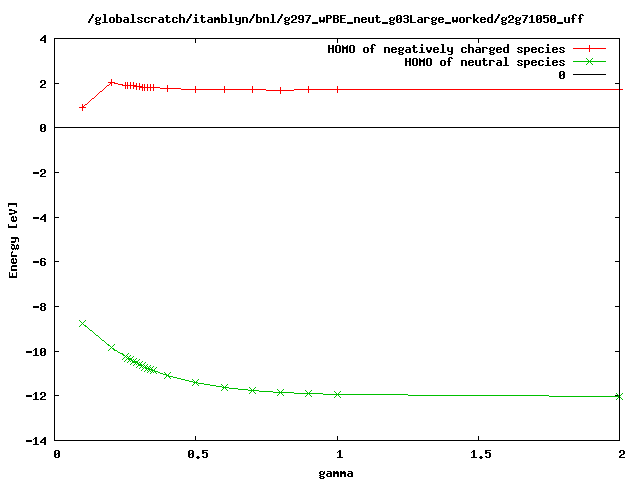 /globalscratch/itamblyn/bnl/g297_wPBE_neut_g03Large_worked/g2g71050_uff
HOMO of negatively charged species
HOMO of neutral species
0
4
2
0
-2
-4
-6
-8
-10
-12
-14
Energy [eV]
0 0.5 1 1.5 2
gamma